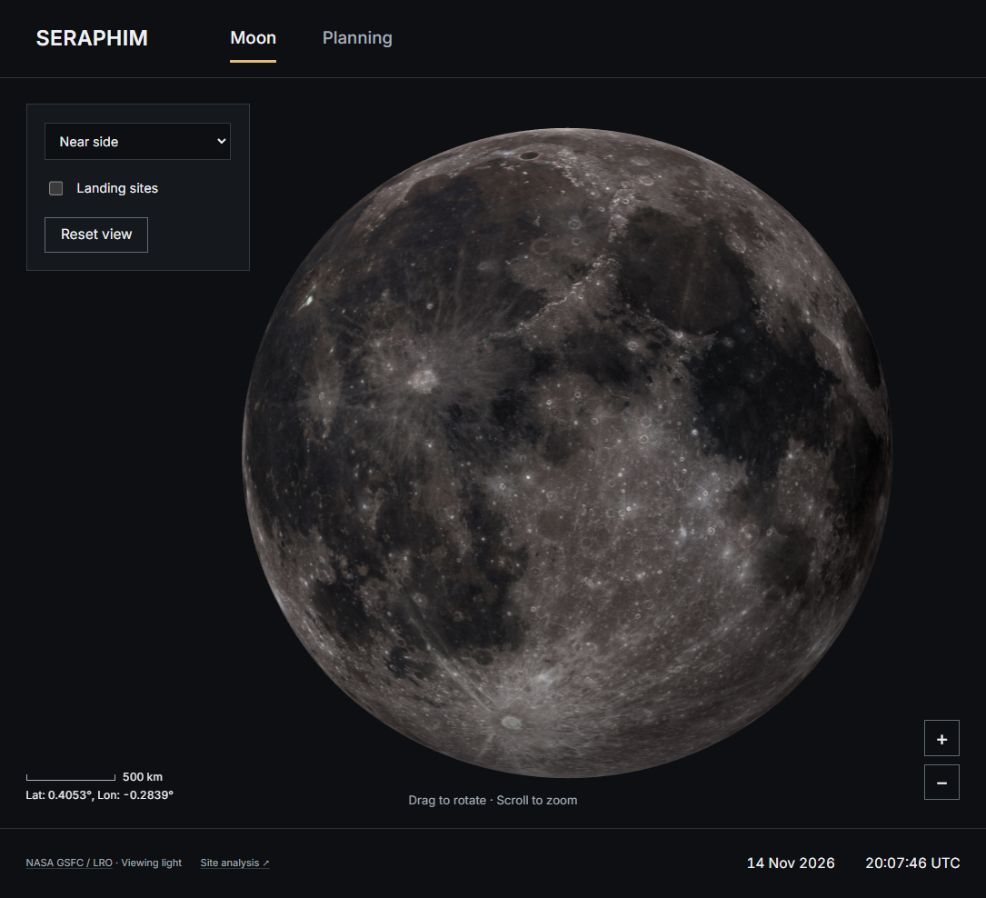 SERAPHIM Moon Planning
Near side
Landing sites
Reset view
+
−
500 km
Lat: 0.4053°, Lon: −0.2839°
Drag to rotate · Scroll to zoom
NASA GSFC / LRO · Viewing light Site analysis ↗ 14 Nov 2026 20:07:46 UTC